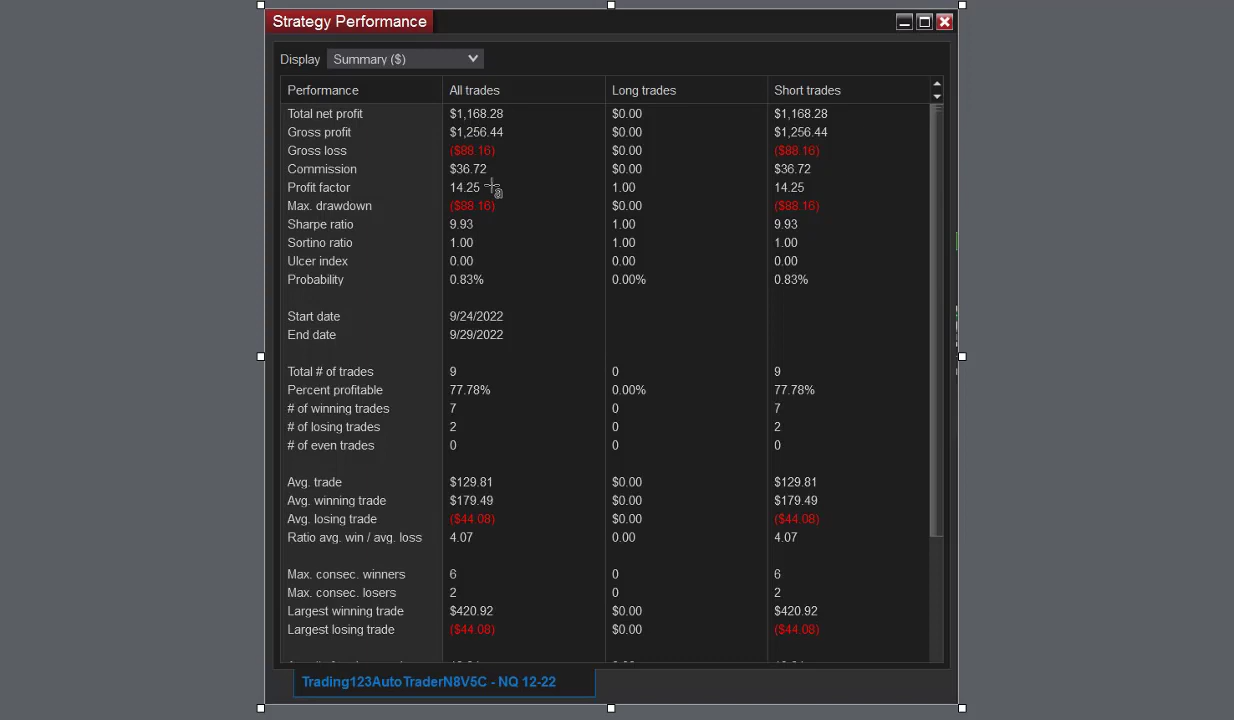 Strategy Performance
Display Summary ($)
Performance All trades Long trades Short trades
Total net profit $1,168.28 $0.00 $1,168.28
Gross profit $1,256.44 $0.00 $1,256.44
Gross loss ($88.16) $0.00 ($88.16)
Commission $36.72 $0.00 $36.72
Profit factor 14.25 1.00 14.25
Max. drawdown ($88.16) $0.00 ($88.16)
Sharpe ratio 9.93 1.00 9.93
Sortino ratio 1.00 1.00 1.00
Ulcer index 0.00 0.00 0.00
Probability 0.83% 0.00% 0.83%
Start date 9/24/2022
End date 9/29/2022
Total # of trades 9 0 9
Percent profitable 77.78% 0.00% 77.78%
# of winning trades 7 0 7
# of losing trades 2 0 2
# of even trades 0 0 0
Avg. trade $129.81 $0.00 $129.81
Avg. winning trade $179.49 $0.00 $179.49
Avg. losing trade ($44.08) $0.00 ($44.08)
Ratio avg. win / avg. loss 4.07 0.00 4.07
Max. consec. winners 6 0 6
Max. consec. losers 2 0 2
Largest winning trade $420.92 $0.00 $420.92
Largest losing trade ($44.08) $0.00 ($44.08)
Trading123AutoTraderN8V5C - NQ 12-22